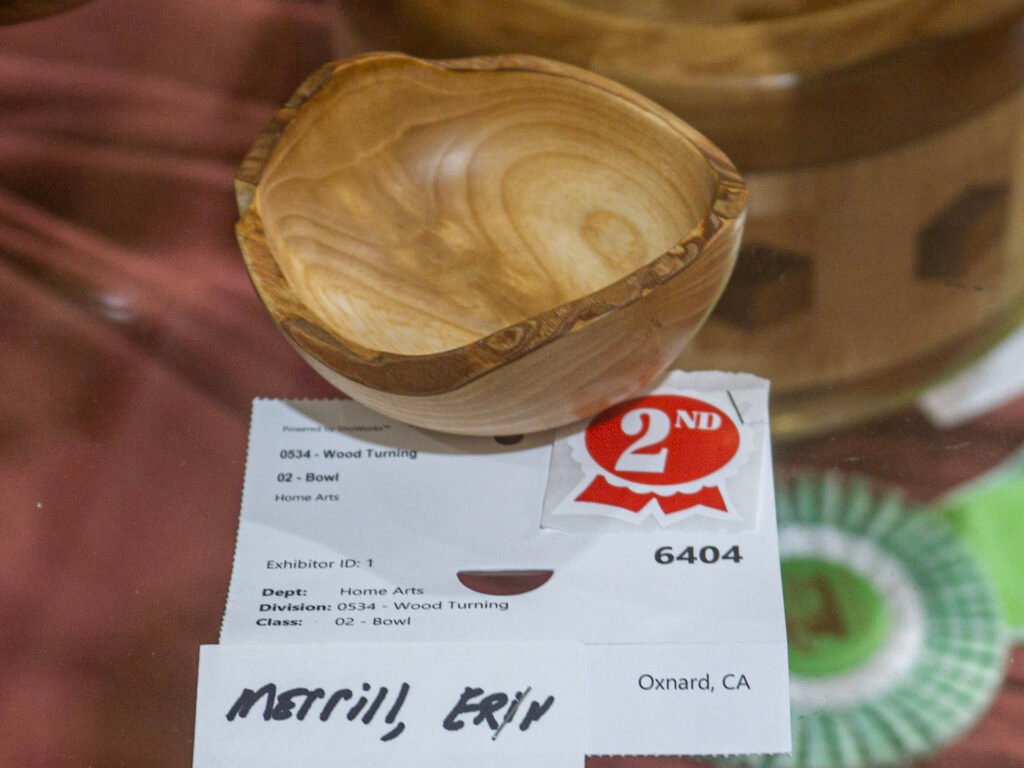 Powered by ShoWorks™
0534 - Wood Turning
02 - Bowl
Home Arts
2ND
6404
Exhibitor ID: 1
Dept: Home Arts
Division: 0534 - Wood Turning
Class: 02 - Bowl
Merrill, Erin
Oxnard, CA